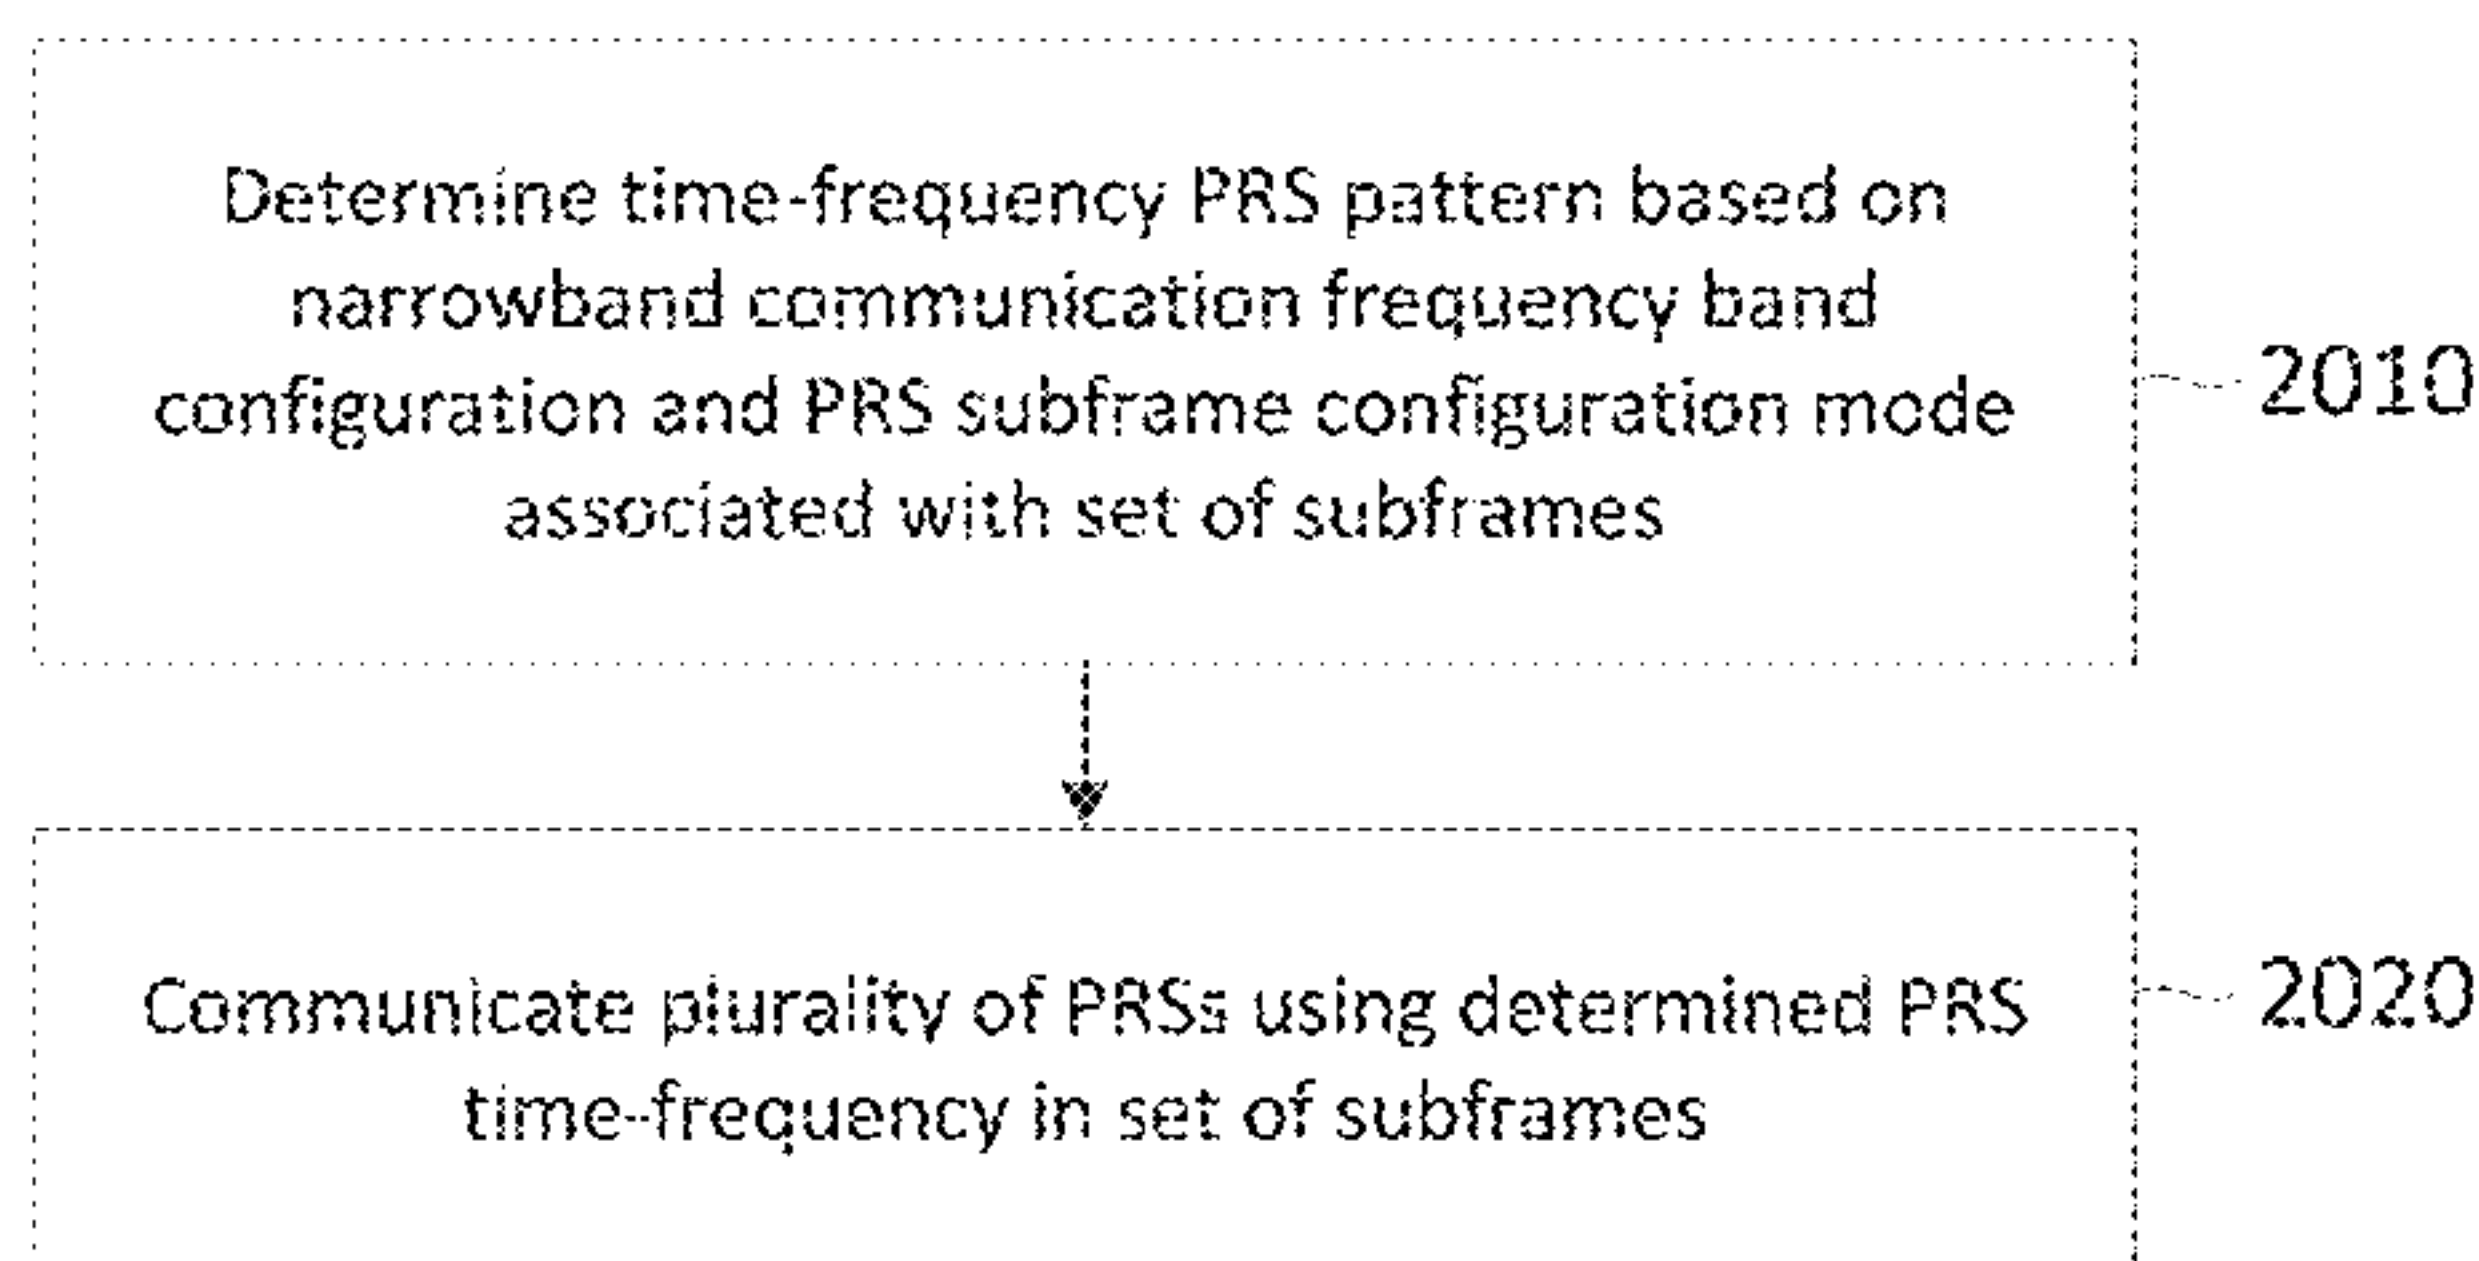 Determine time-frequency PRS pattern based on
narrowband communication frequency band
configuration and PRS subframe configuration mode
associated with set of subframes
2010
Communicate plurality of PRSs using determined PRS
time-frequency in set of subframes
2020